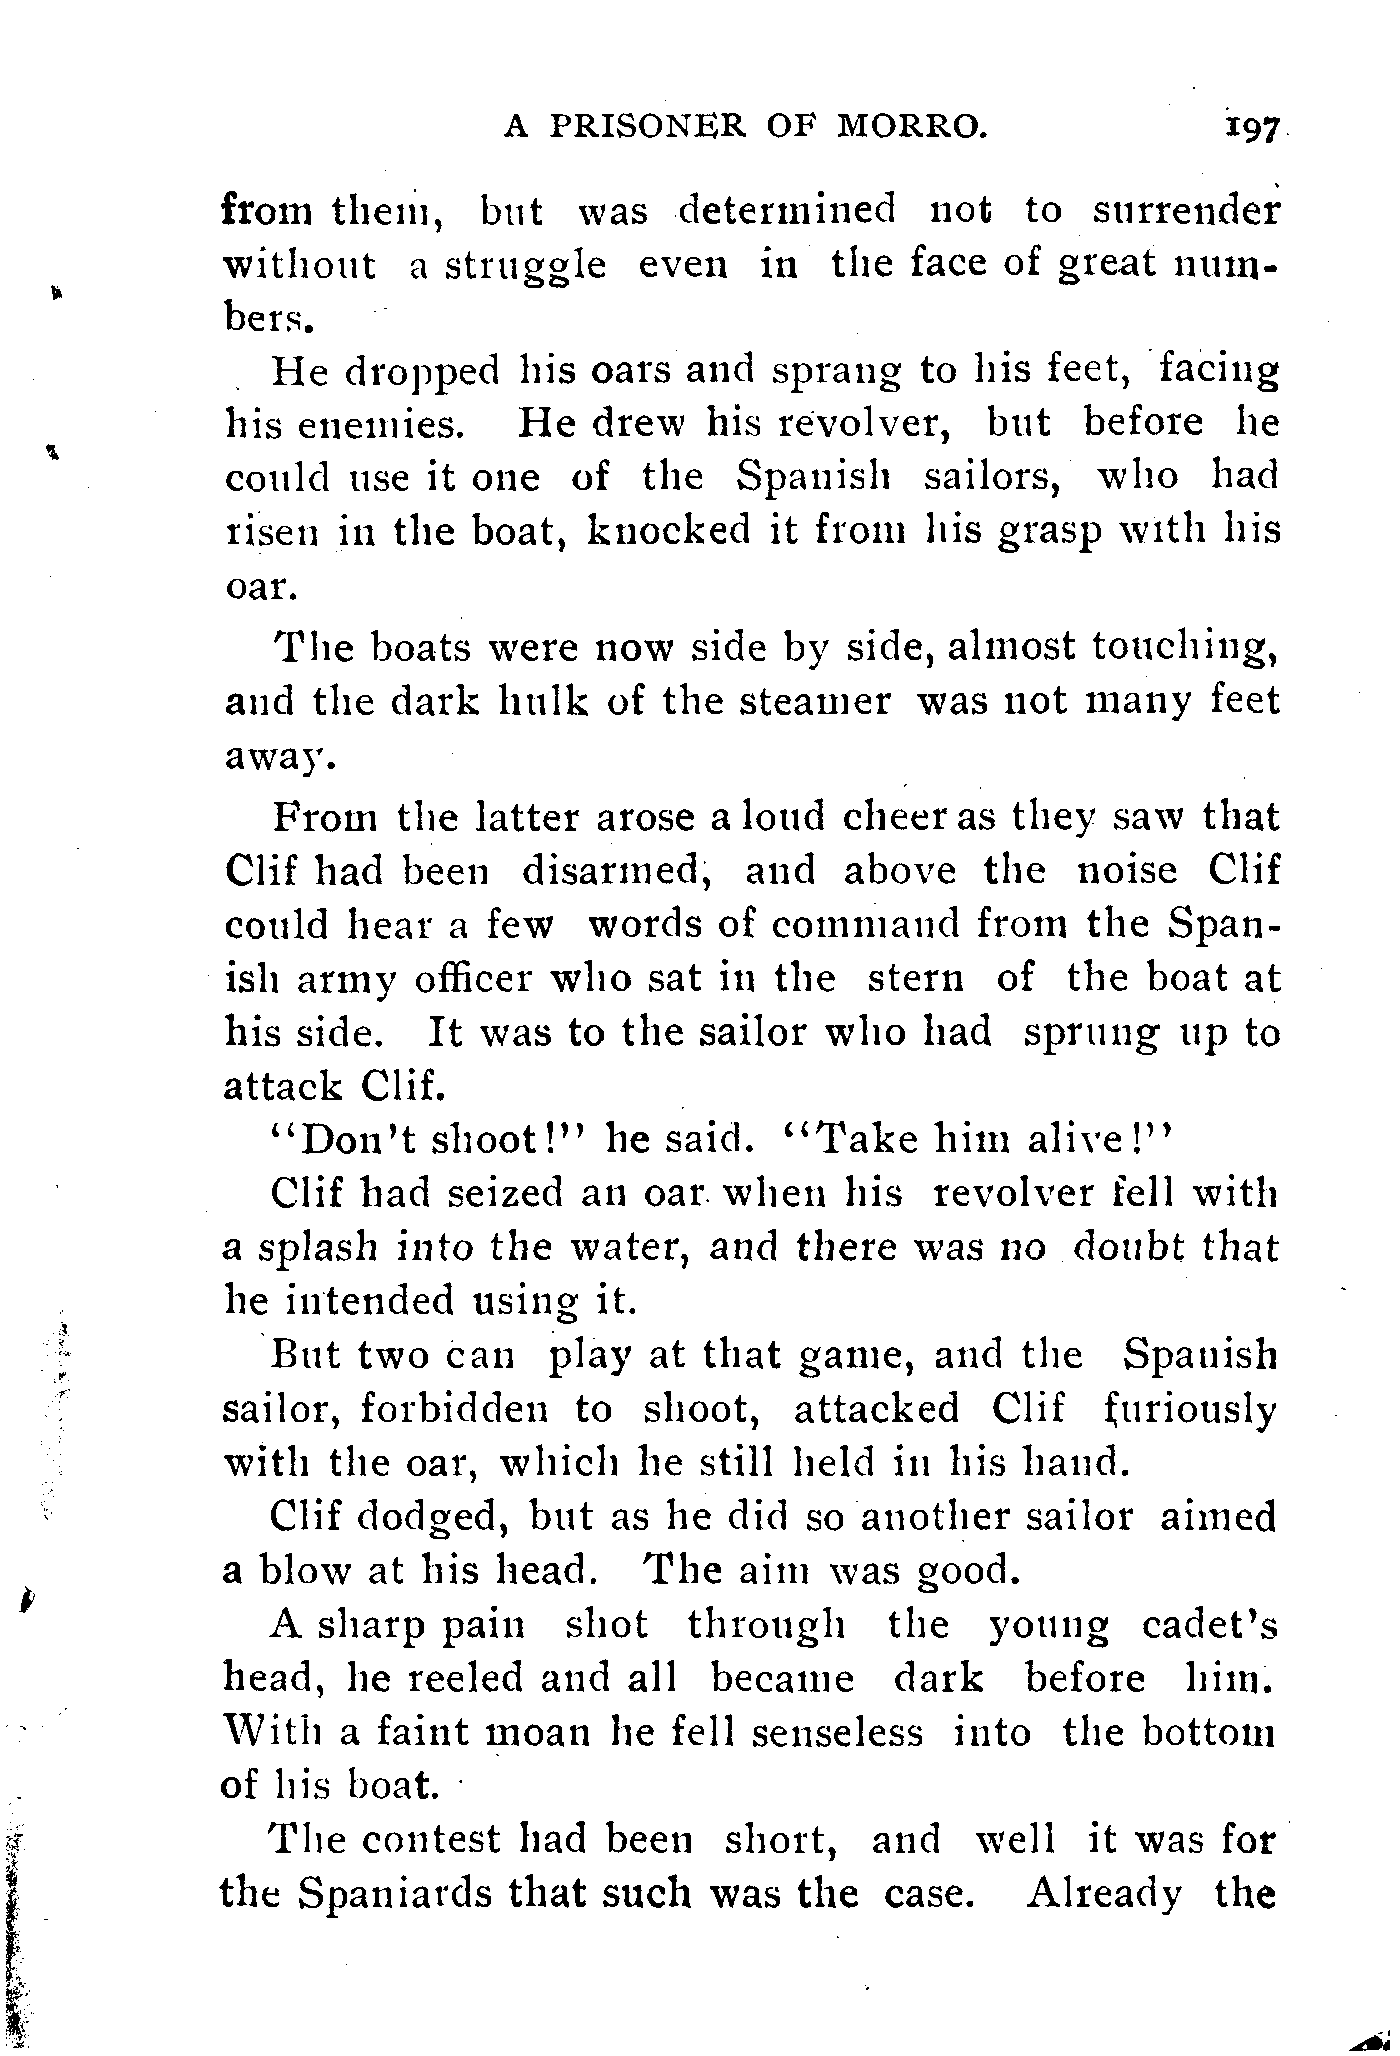 A PRISONER OF MORRO. 197
from them, but was determined not to surrender
without a struggle even in the face of great num-
bers.
He dropped his oars and sprang to his feet, facing
his enemies. He drew his revolver, but before he
could use it one of the Spanish sailors, who had
risen in the boat, knocked it from his grasp with his
oar.
The boats were now side by side, almost touching,
and the dark hulk of the steamer was not many feet
away.
From the latter arose a loud cheer as they saw that
Clif had been disarmed, and above the noise Clif
could hear a few words of command from the Span-
ish army officer who sat in the stern of the boat at
his side. It was to the sailor who had sprung up to
attack Clif.
"Don't shoot!" he said. "Take him alive!"
Clif had seized an oar when his revolver fell with
a splash into the water, and there was no doubt that
he intended using it.
But two can play at that game, and the Spanish
sailor, forbidden to shoot, attacked Clif furiously
with the oar, which he still held in his hand.
Clif dodged, but as he did so another sailor aimed
a blow at his head. The aim was good.
A sharp pain shot through the young cadet's
head, he reeled and all became dark before him.
With a faint moan he fell senseless into the bottom
of his boat.
The contest had been short, and well it was for
the Spaniards that such was the case. Already the